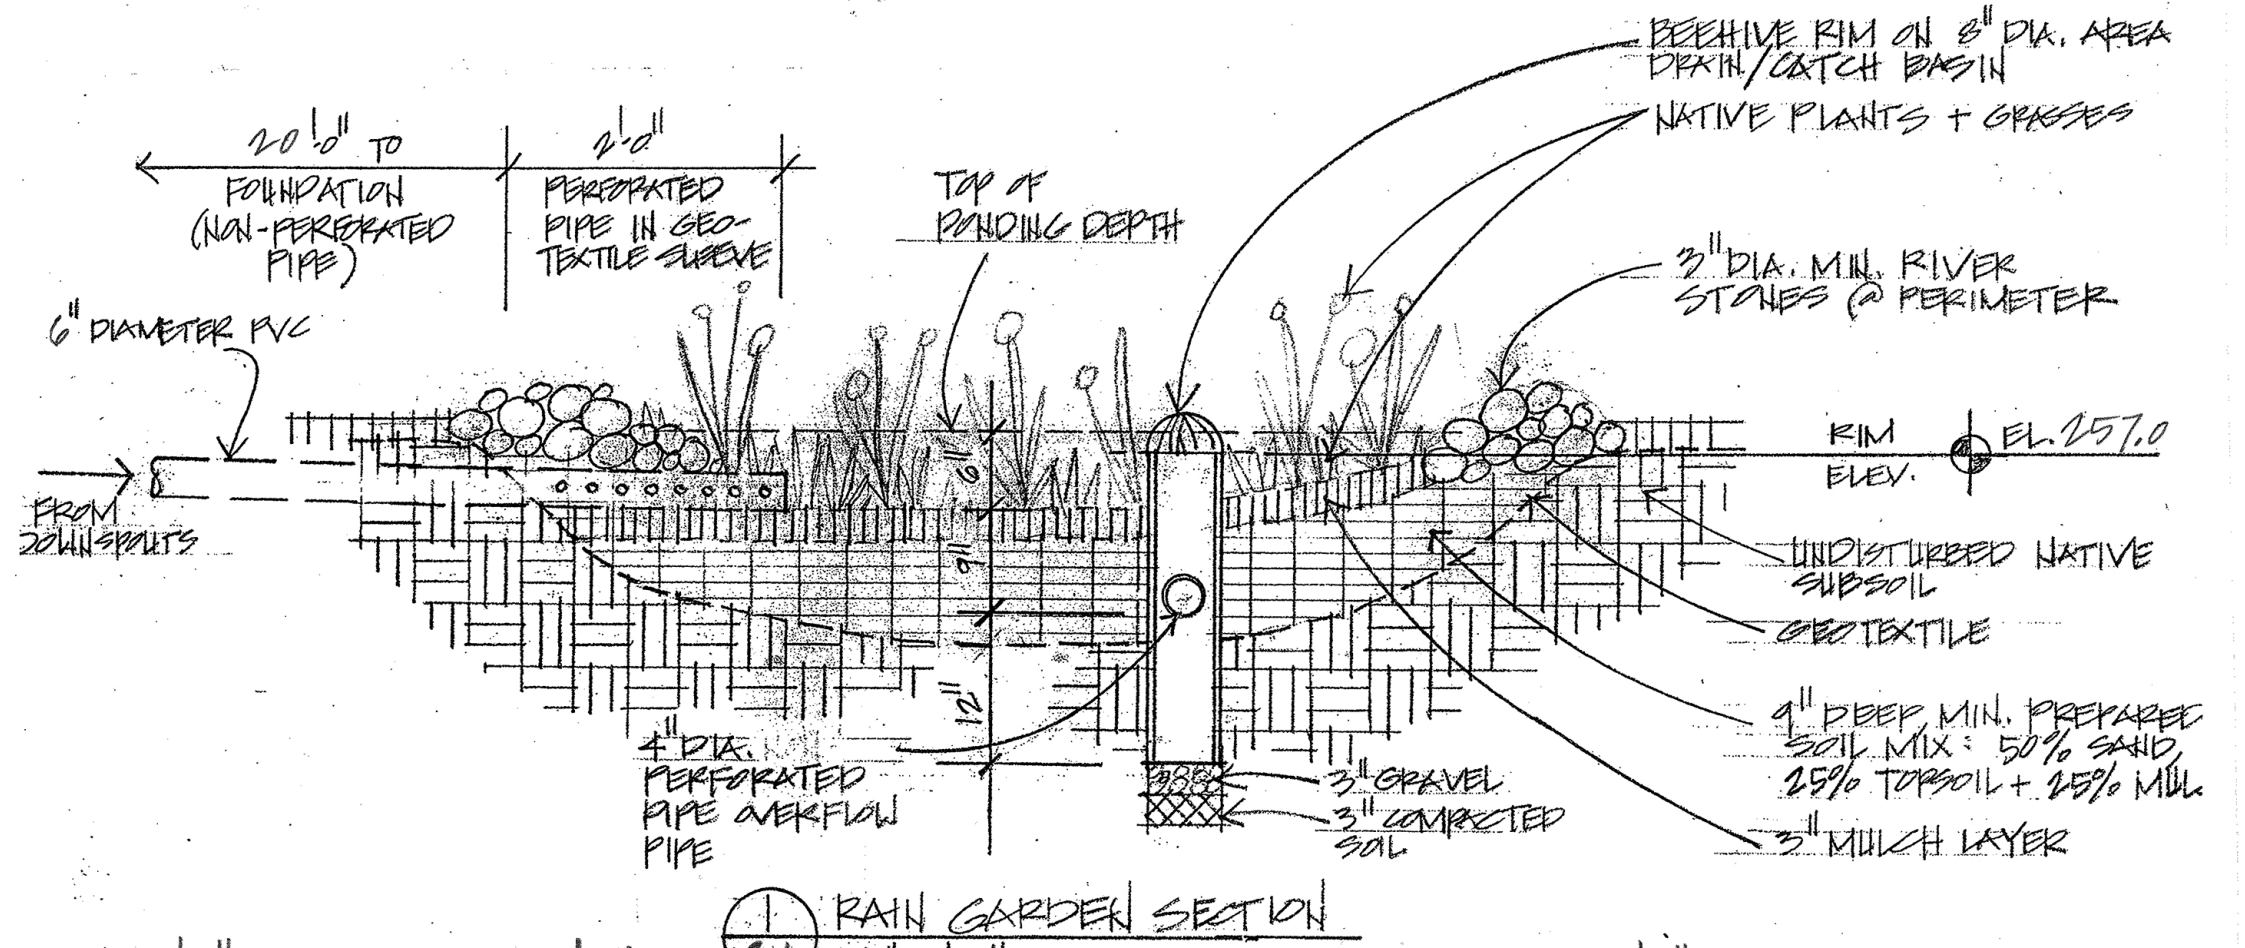 BEEHIVE RIM ON 8" DIA. AREA
DRAIN/CATCH BASIN
NATIVE PLANTS + GRASSES
20'-0" TO
FOUNDATION
(NON-PERFORATED
PIPE)
2'-0"
PERFORATED
PIPE IN GEO-
TEXTILE SLEEVE
TOP OF
PONDING DEPTH
3" DIA. MIN. RIVER
STONES @ PERIMETER
6" DIAMETER PVC
RIM
ELEV.
EL. 257.0
FROM
DOWNSPOUTS
6"
9"
12"
UNDISTURBED NATIVE
SUBSOIL
GEOTEXTILE
9" DEEP, MIN. PREPARED
SOIL MIX: 50% SAND,
25% TOPSOIL + 25% MUL.
3" MULCH LAYER
4" DIA.
PERFORATED
PIPE OVERFLOW
PIPE
3" GRAVEL
3" COMPACTED
SOIL
1
RAIN GARDEN SECTION